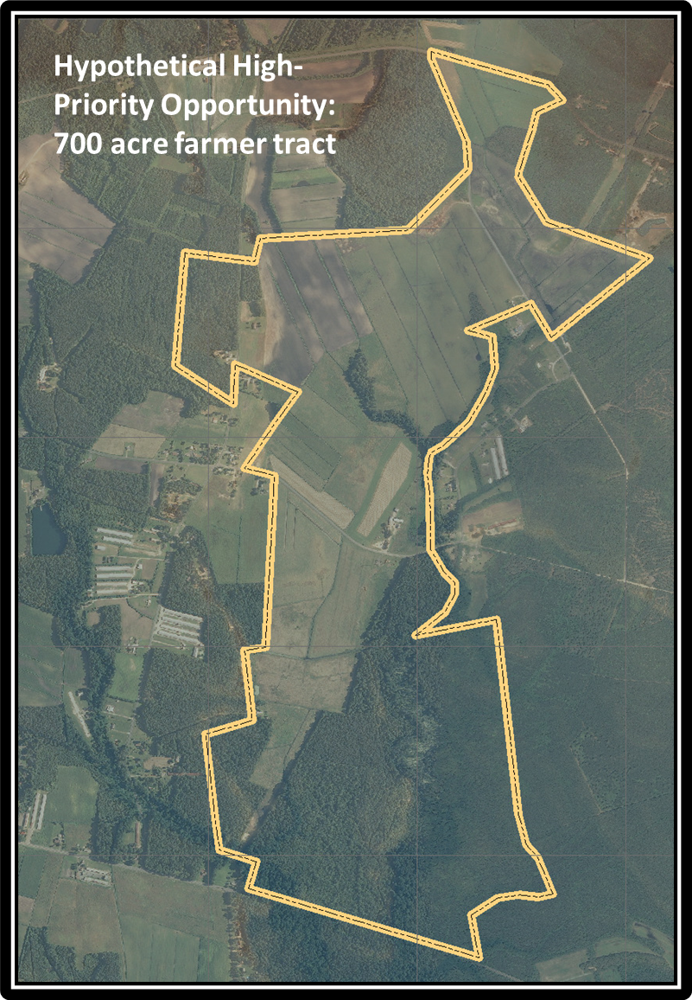 Hypothetical High-
Priority Opportunity:
700 acre farmer tract